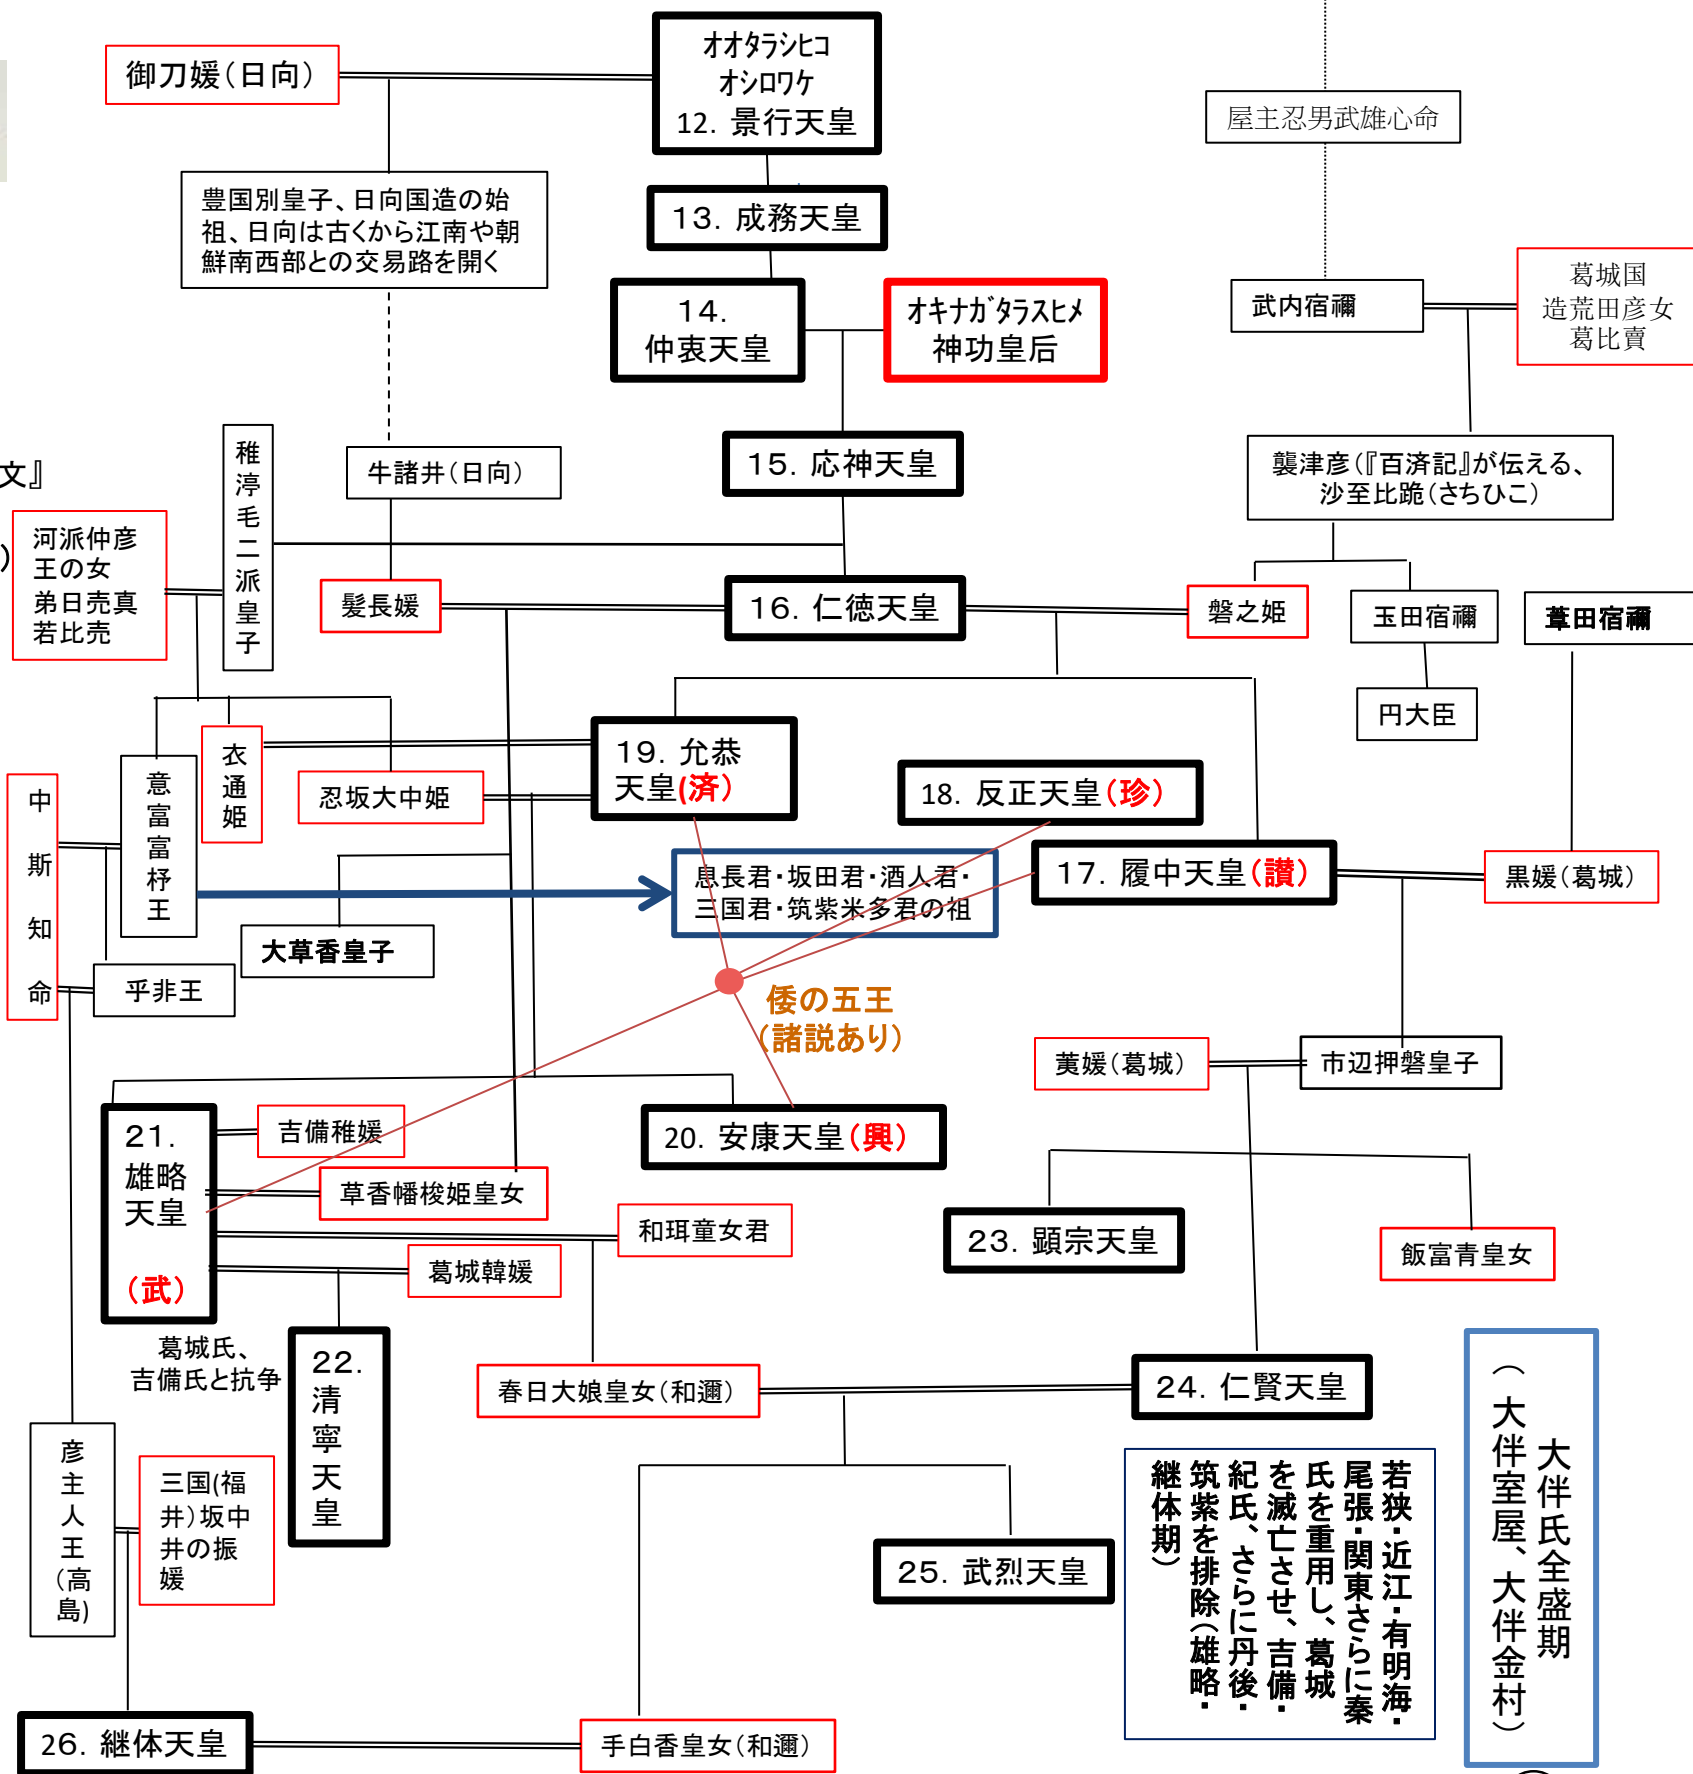 オオタラシヒコ
オシロワケ
12．景行天皇
御刀媛（日向）
屋主忍男武雄心命
豊国別皇子、日向国造の始
祖、日向は古くから江南や朝
鮮南西部との交易路を開く
13．成務天皇
14．
仲衷天皇
オキナガタラスヒメ
神功皇后
武内宿禰
葛城国
造荒田彦女
葛比賣
稚渟毛二派皇子
牛諸井（日向）
15．応神天皇
襲津彦（『百済記』が伝える、
沙至比跪（さちひこ）
文』
）
河派仲彦
王の女
弟日売真
若比売
髪長媛
16．仁徳天皇
磐之姫
玉田宿禰
葦田宿禰
円大臣
衣通姫
19．允恭
天皇(済）
18．反正天皇（珍）
中斯知命
意富富杼王
忍坂大中姫
息長君・坂田君・酒人君・
三国君・筑紫米多君の祖
17．履中天皇（讃）
黒媛（葛城）
大草香皇子
乎非王
倭の五王
（諸説あり）
荑媛（葛城）
市辺押磐皇子
21．
雄略
天皇
（武）
吉備稚媛
20．安康天皇（興）
草香幡梭姫皇女
和珥童女君
23．顕宗天皇
飯富青皇女
葛城韓媛
葛城氏、
吉備氏と抗争
22．
清
寧
天
皇
春日大娘皇女（和邇）
24．仁賢天皇
大伴氏全盛期
（大伴室屋、大伴金村）
彦主人王（高島）
三国(福
井）坂中
井の振
媛
若狭・近江・有明海・
尾張・関東さらに秦
氏を重用し、葛城
を滅亡させ、吉備・
紀氏、さらに丹後・
筑紫を排除（雄略・
継体期）
25．武烈天皇
26．継体天皇
手白香皇女（和邇）